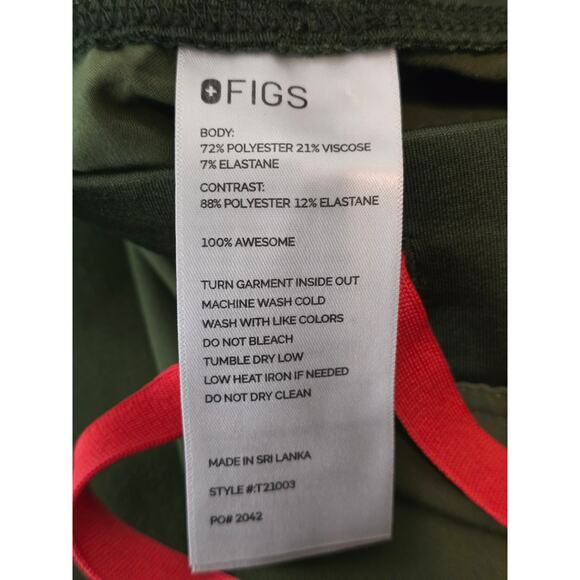 FIGS
BODY:
72% POLYESTER 21% VISCOSE
7% ELASTANE
CONTRAST:
88% POLYESTER 12% ELASTANE
100% AWESOME
TURN GARMENT INSIDE OUT
MACHINE WASH COLD
WASH WITH LIKE COLORS
DO NOT BLEACH
TUMBLE DRY LOW
LOW HEAT IRON IF NEEDED
DO NOT DRY CLEAN
MADE IN SRI LANKA
STYLE #:T21003
PO# 2042